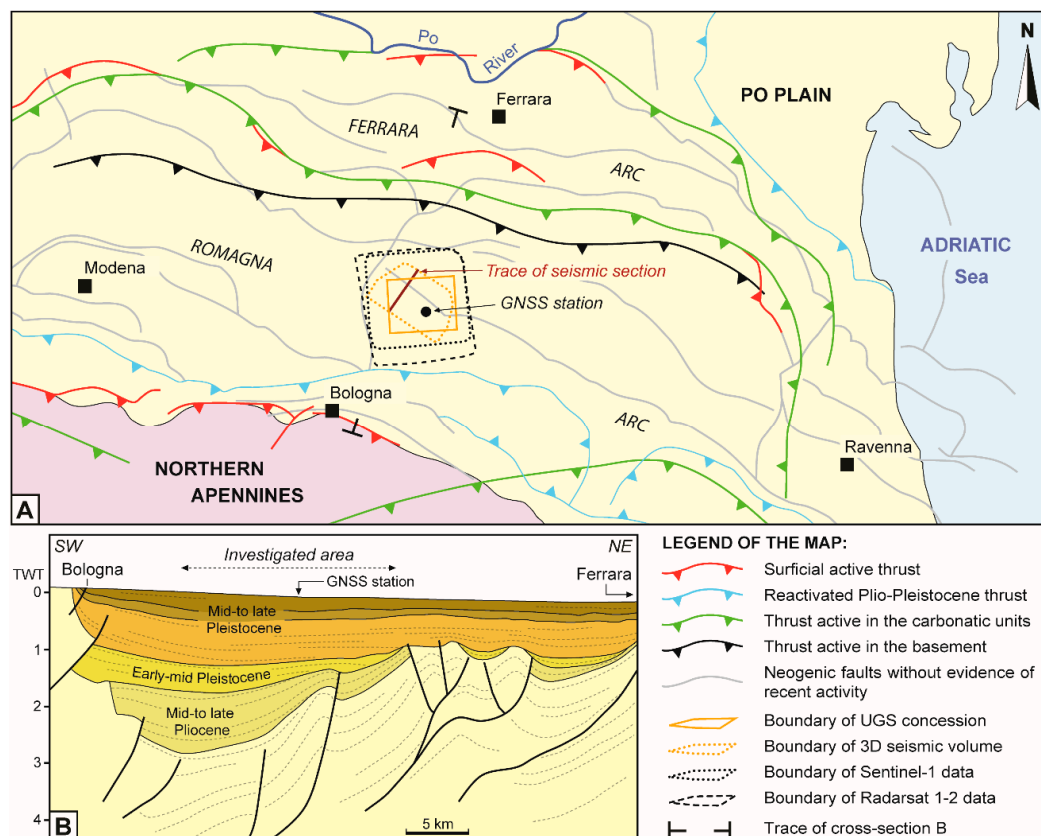 Po
River
N
PO PLAIN
Ferrara
FERRARA
ARC
ROMAGNA
Modena
ADRIATIC
Sea
Trace of seismic section
GNSS station
Bologna
ARC
Ravenna
NORTHERN
APENNINES
A
SW
Investigated area
NE
TWT
Bologna
GNSS station
Ferrara
0
Mid-to late
Pleistocene
1
Early-mid Pleistocene
Mid-to late
Pliocene
2
3
4
B
5 km
LEGEND OF THE MAP:
Surficial active thrust
Reactivated Plio-Pleistocene thrust
Thrust active in the carbonatic units
Thrust active in the basement
Neogenic faults without evidence of
recent activity
Boundary of UGS concession
Boundary of 3D seismic volume
Boundary of Sentinel-1 data
Boundary of Radarsat 1-2 data
Trace of cross-section B